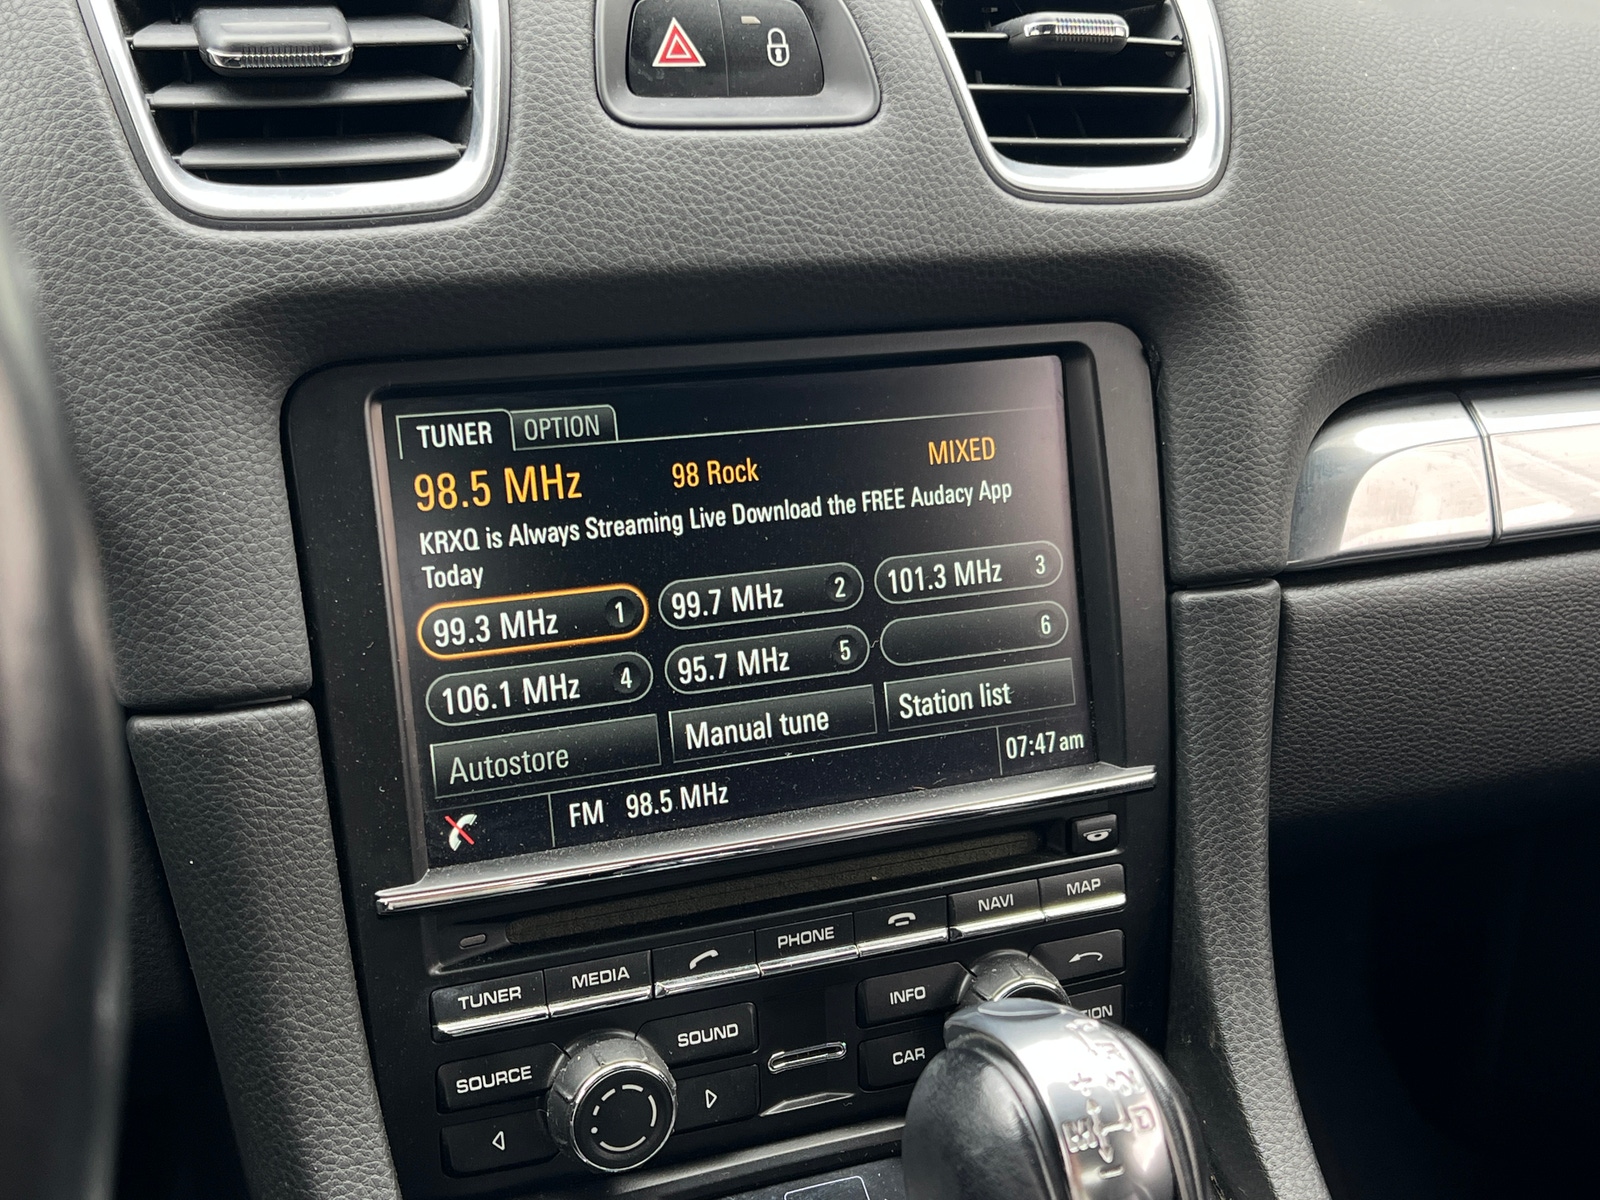 TUNER OPTION
98.5 MHz 98 Rock MIXED
KRXQ is Always Streaming Live Download the FREE Audacy App
Today
99.3 MHz 1 99.7 MHz 2 101.3 MHz 3
106.1 MHz 4 95.7 MHz 5 6
Autostore Manual tune Station list
FM 98.5 MHz 07:47 am
TUNER MEDIA PHONE NAVI MAP
SOURCE SOUND INFO
CAR
D